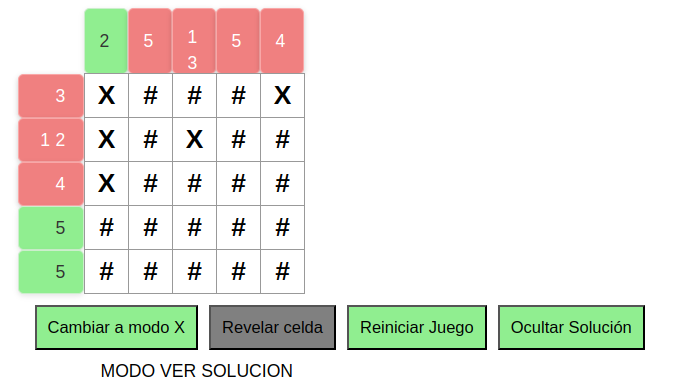 2 5 1 5 4
3
3 X # # # X
1 2 X # X # #
4 X # # # #
5 # # # # #
5 # # # # #
Cambiar a modo X Revelar celda Reiniciar Juego Ocultar Solución
MODO VER SOLUCION